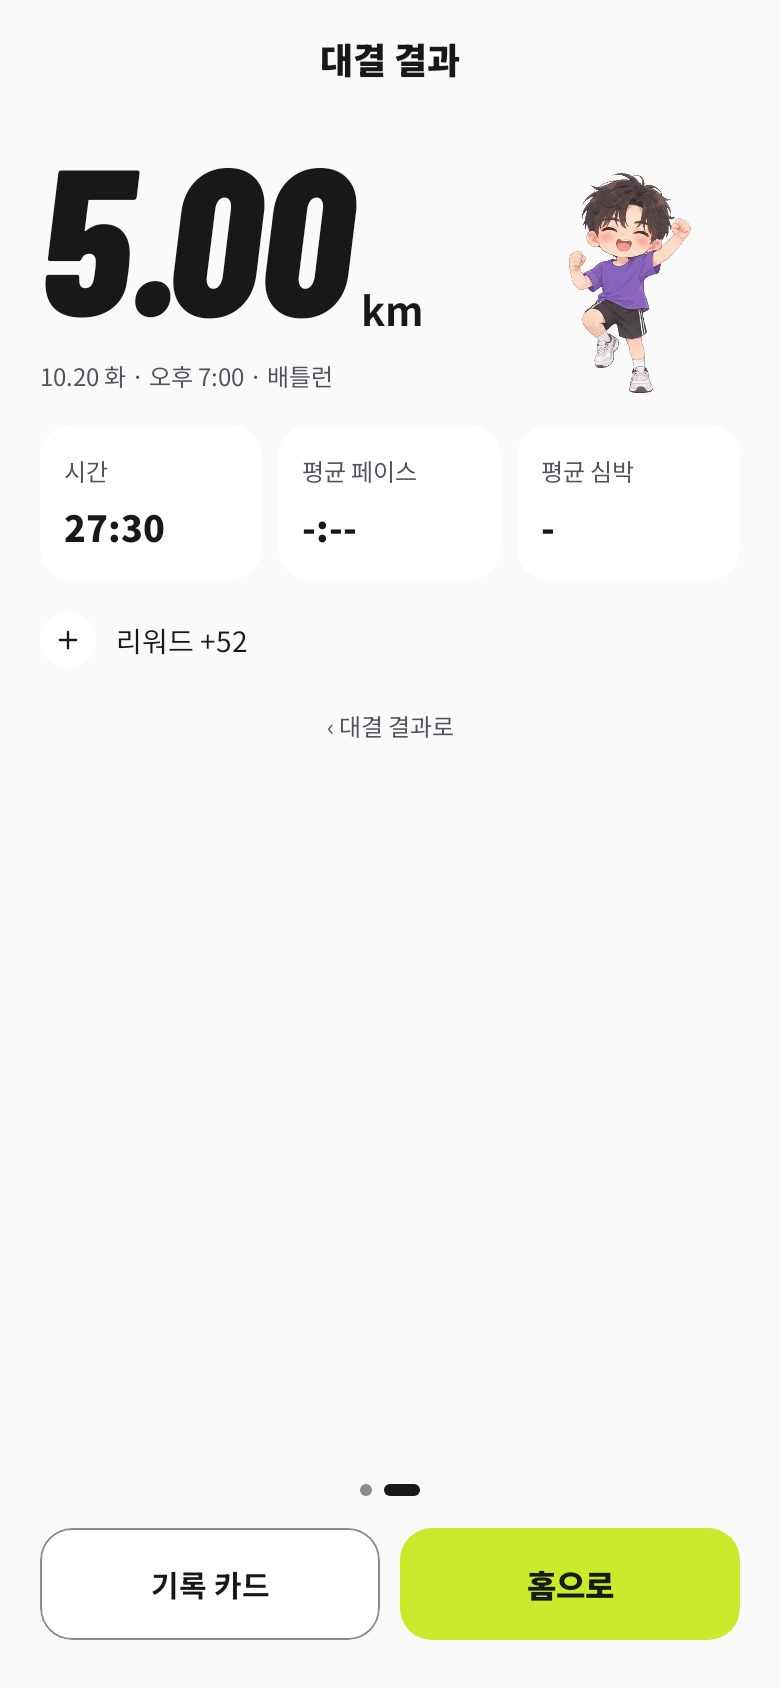 대결 결과
5.00 km
10.20 화 · 오후 7:00 · 배틀런
시간
27:30
평균 페이스
-:--
평균 심박
-
+ 리워드 +52
‹ 대결 결과로
기록 카드
홈으로